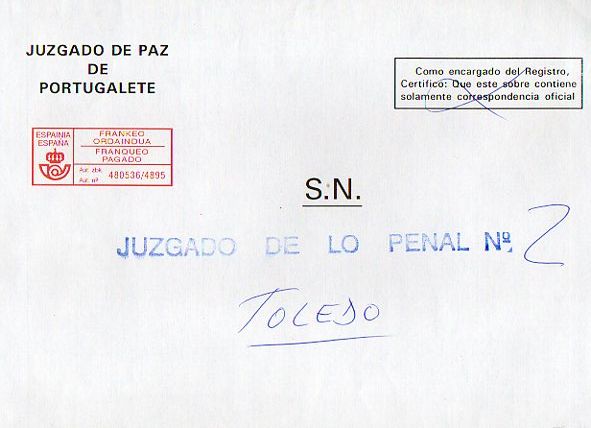 JUZGADO DE PAZ
DE
PORTUGALETE
Como encargado del Registro,
Certifico: Que este sobre contiene
solamente correspondencia oficial
ESPAINIA
ESPAÑA
FRANKEO
ORDAINDUA
FRANQUEO
PAGADO
Aur. zbk.
Aut. nº.
480536/4895
S.N.
JUZGADO DE LO PENAL Nº. 2
TOLEDO